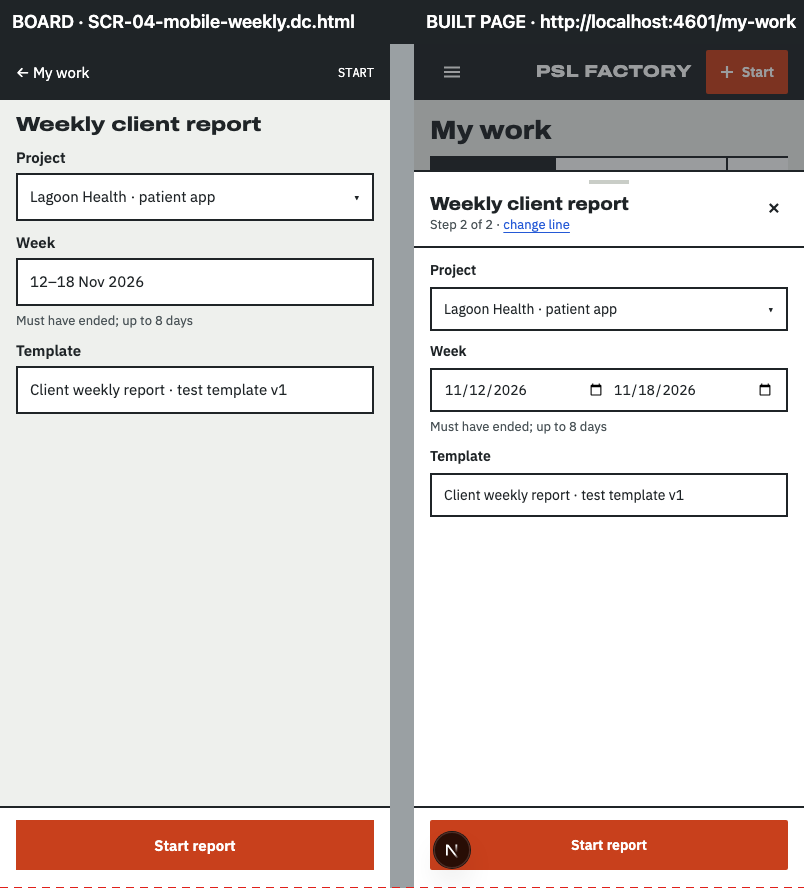 BOARD · SCR-04-mobile-weekly.dc.html
← My work
START
Weekly client report
Project
Lagoon Health · patient app
Week
12–18 Nov 2026
Must have ended; up to 8 days
Template
Client weekly report · test template v1
Start report
BUILT PAGE · http://localhost:4601/my-work
PSL FACTORY
+ Start
My work
Weekly client report
×
Step 2 of 2 · change line
Project
Lagoon Health · patient app
Week
11/12/2026 11/18/2026
Must have ended; up to 8 days
Template
Client weekly report · test template v1
N
Start report